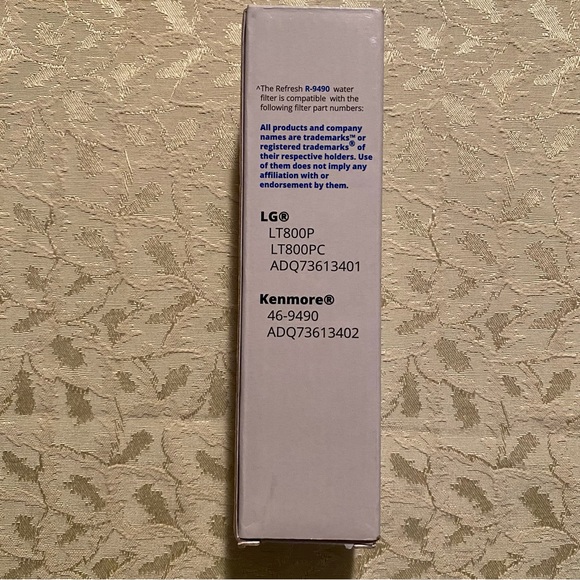 ^The Refresh R-9490 water
filter is compatible with the
following filter part numbers:
All products and company
names are trademarks™ or
registered trademarks® of
their respective holders. Use
of them does not imply any
affiliation with or
endorsement by them.
LG®
LT800P
LT800PC
ADQ73613401
Kenmore®
46-9490
ADQ73613402